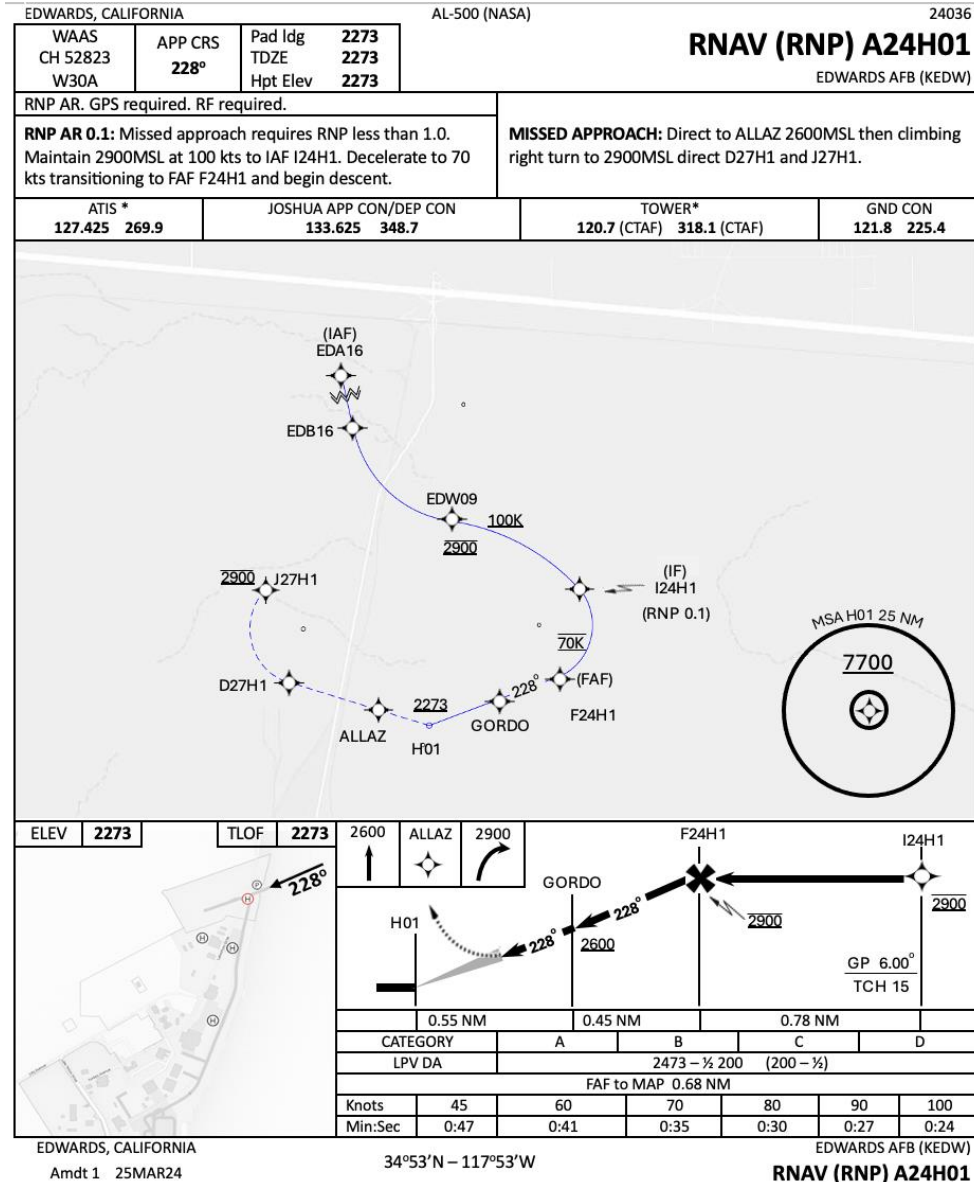 EDWARDS, CALIFORNIA
AL-500 (NASA)
24036
WAAS
CH 52823
W30A
APP CRS
228º
Pad ldg 2273
TDZE 2273
Hpt Elev 2273
RNAV (RNP) A24H01
EDWARDS AFB (KEDW)
RNP AR. GPS required. RF required.
RNP AR 0.1: Missed approach requires RNP less than 1.0.
Maintain 2900MSL at 100 kts to IAF I24H1. Decelerate to 70
kts transitioning to FAF F24H1 and begin descent.
MISSED APPROACH: Direct to ALLAZ 2600MSL then climbing
right turn to 2900MSL direct D27H1 and J27H1.
ATIS *
127.425 269.9
JOSHUA APP CON/DEP CON
133.625 348.7
TOWER*
120.7 (CTAF) 318.1 (CTAF)
GND CON
121.8 225.4
(IAF)
EDA16
EDB16
EDW09
100K
2900
2900 J27H1
(IF)
I24H1
(RNP 0.1)
MSA H01 25 NM
7700
70K
D27H1
228º
(FAF)
F24H1
2273
GORDO
ALLAZ
H01
ELEV 2273
TLOF 2273
228º
P
H
H
H
H
2600
ALLAZ
2900
F24H1
I24H1
GORDO
2900
H01
228º
228º
2600
2900
GP 6.00º
TCH 15
0.55 NM 0.45 NM 0.78 NM
CATEGORY A B C D
LPV DA 2473 – ½ 200 (200 – ½)
FAF to MAP 0.68 NM
Knots 45 60 70 80 90 100
Min:Sec 0:47 0:41 0:35 0:30 0:27 0:24
EDWARDS, CALIFORNIA
Amdt 1 25MAR24
34º53’N – 117º53’W
EDWARDS AFB (KEDW)
RNAV (RNP) A24H01